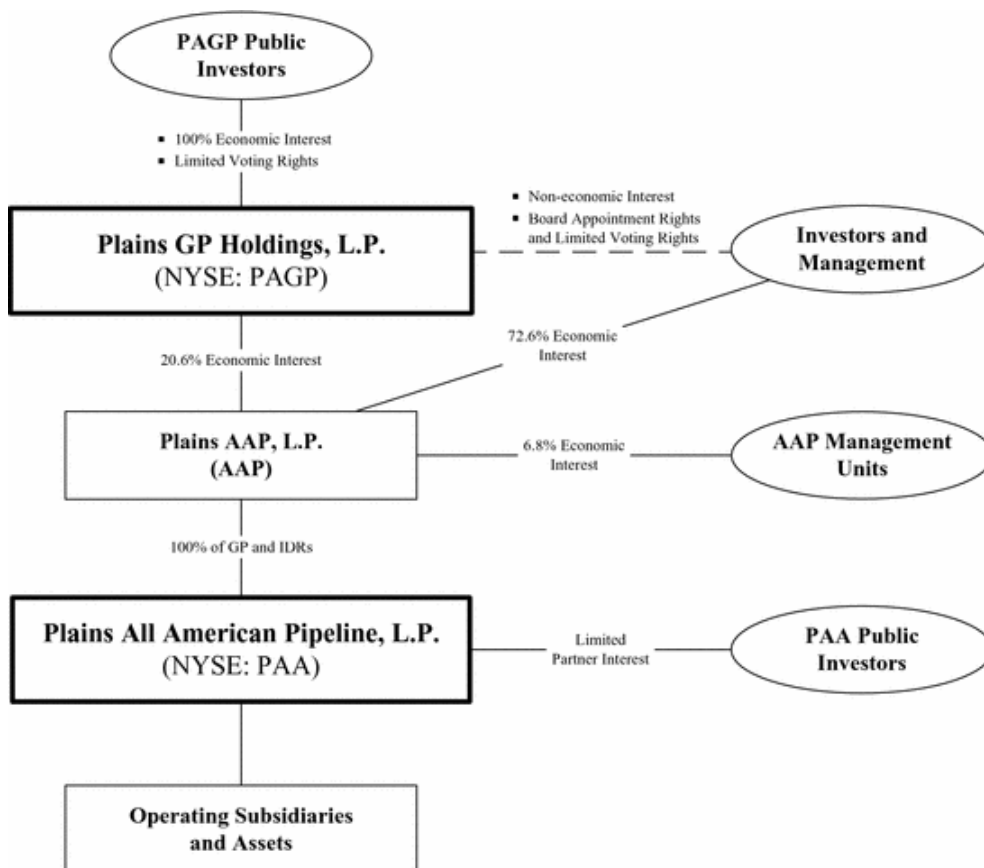 PAGP Public
Investors
▪ 100% Economic Interest
▪ Limited Voting Rights
▪ Non-economic Interest
▪ Board Appointment Rights
and Limited Voting Rights
Plains GP Holdings, L.P.
(NYSE: PAGP)
Investors and
Management
72.6% Economic
Interest
20.6% Economic Interest
Plains AAP, L.P.
(AAP)
6.8% Economic
Interest
AAP Management
Units
100% of GP and IDRs
Plains All American Pipeline, L.P.
(NYSE: PAA)
Limited
Partner Interest
PAA Public
Investors
Operating Subsidiaries
and Assets